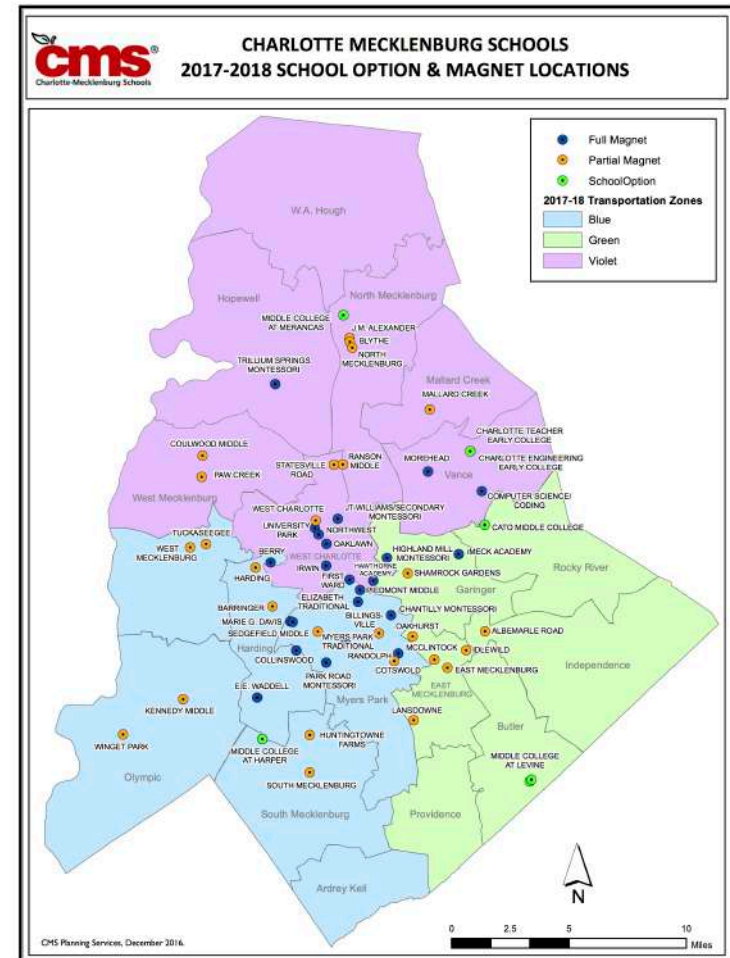 cms®
Charlotte-Mecklenburg Schools
CHARLOTTE MECKLENBURG SCHOOLS
2017-2018 SCHOOL OPTION & MAGNET LOCATIONS
Full Magnet
Partial Magnet
SchoolOption
2017-18 Transportation Zones
Blue
Green
Violet
W.A. Hough
Hopewell
North Mecklenburg
MIDDLE COLLEGE
AT MERANCAS
J.M. ALEXANDER
BLYTHE
NORTH
MECKLENBURG
TRILLIUM SPRINGS
MONTESSORI
Mallard Creek
MALLARD CREEK
COULWOOD MIDDLE
CHARLOTTE TEACHER
EARLY COLLEGE
STATESVILLE
ROAD
RANSON
MIDDLE
MOREHEAD
CHARLOTTE ENGINEERING
EARLY COLLEGE
PAW CREEK
Vance
West Mecklenburg
COMPUTER SCIENCE/
CODING
WEST CHARLOTTE
JT WILLIAMS/SECONDARY
MONTESSORI
UNIVERSITY
PARK
NORTHWEST
CATO MIDDLE COLLEGE
TUCKASEEGEE
OAKLAWN
WEST
MECKLENBURG
WEST CHARLOTTE
HIGHLAND MILL
MONTESSORI
IMECK ACADEMY
BERRY
IRWIN
HAWTHORNE
ACADEMY
SHAMROCK GARDENS
Rocky River
HARDING
FIRST
WARD
PIEDMONT MIDDLE
Garinger
ELIZABETH
TRADITIONAL
BARRINGER
BILLINGS-
VILLE
CHANTILLY MONTESSORI
MARIE G. DAVIS
OAKHURST
ALBEMARLE ROAD
SEDGEFIELD MIDDLE
MYERS PARK
TRADITIONAL
MCCLINTOCK
IDLEWILD
Harding
RANDOLPH
COLLINSWOOD
COTSWOLD
EAST MECKLENBURG
Independence
PARK ROAD
MONTESSORI
EAST
MECKLENBURG
E.E. WADDELL
Myers Park
KENNEDY MIDDLE
LANSDOWNE
Butler
WINGET PARK
MIDDLE COLLEGE
AT HARPER
HUNTINGTOWNE
FARMS
MIDDLE COLLEGE
AT LEVINE
Olympic
SOUTH MECKLENBURG
South Mecklenburg
Providence
Ardrey Kell
N
0 2.5 5 10
Miles
CMS Planning Services, December 2016.